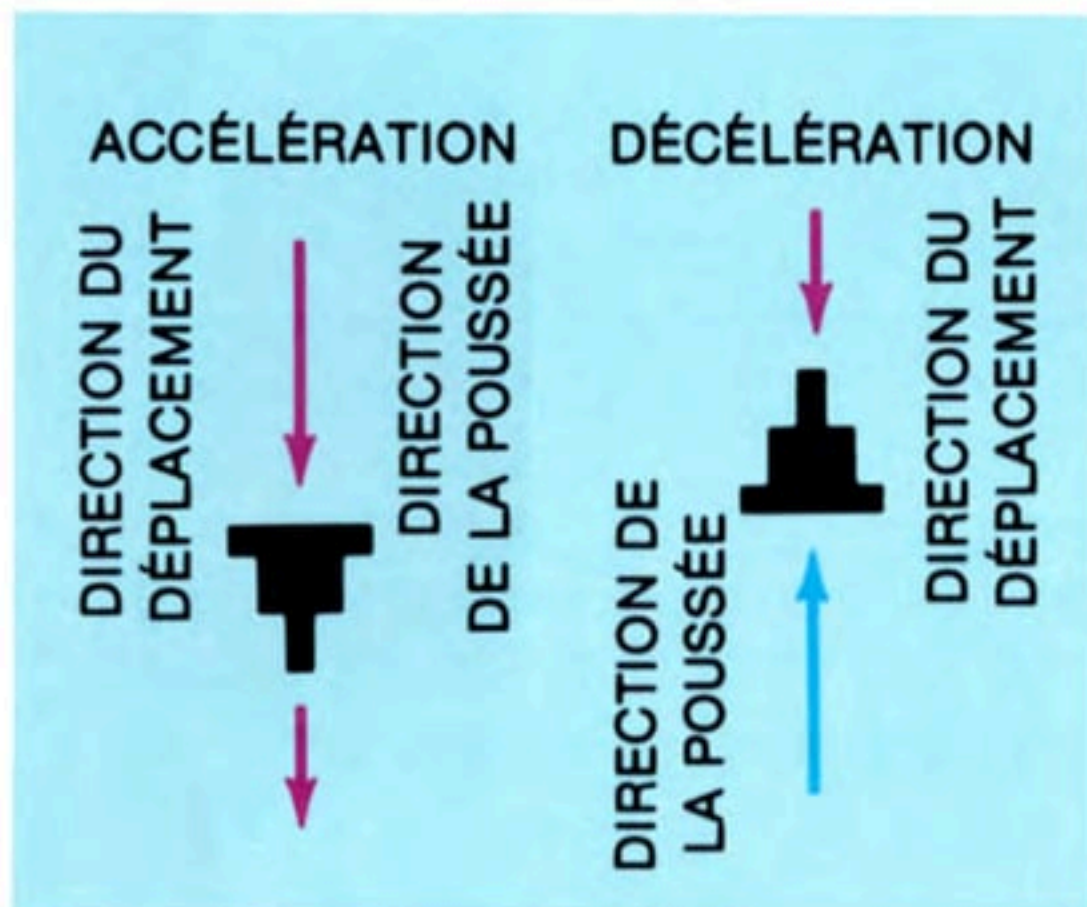 ACCÉLÉRATION
DIRECTION DU
DÉPLACEMENT
DIRECTION
DE LA POUSSÉE
DÉCÉLÉRATION
DIRECTION DE
LA POUSSÉE
DIRECTION DU
DÉPLACEMENT